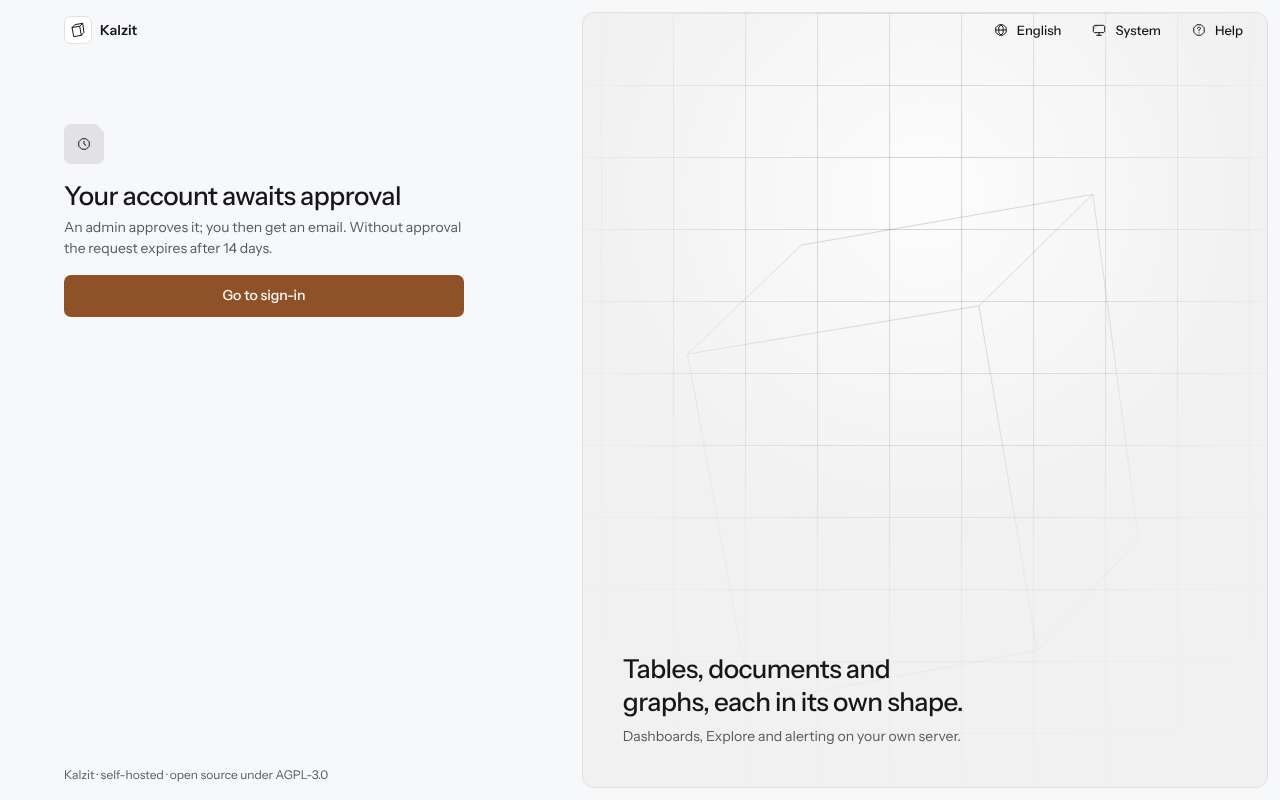 Kalzit
English
System
Help
Your account awaits approval
An admin approves it; you then get an email. Without approval
the request expires after 14 days.
Go to sign-in
Tables, documents and
graphs, each in its own shape.
Dashboards, Explore and alerting on your own server.
Kalzit · self-hosted · open source under AGPL-3.0